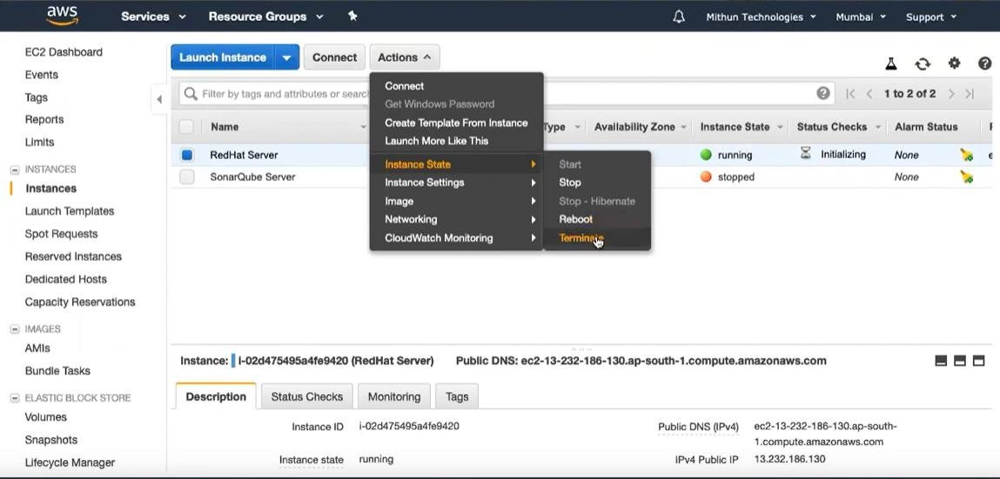 aws Services Resource Groups Mithun Technologies Mumbai Support
EC2 Dashboard
Events
Tags
Reports
Limits
INSTANCES
Instances
Launch Templates
Spot Requests
Reserved Instances
Dedicated Hosts
Capacity Reservations
IMAGES
AMIs
Bundle Tasks
ELASTIC BLOCK STORE
Volumes
Snapshots
Lifecycle Manager
Launch Instance Connect Actions
Filter by tags and attributes or search
1 to 2 of 2
Name Type Availability Zone Instance State Status Checks Alarm Status
RedHat Server running Initializing None
SonarQube Server stopped None
Connect
Get Windows Password
Create Template From Instance
Launch More Like This
Instance State
Instance Settings
Image
Networking
CloudWatch Monitoring
Start
Stop
Stop - Hibernate
Reboot
Terminate
Instance: i-02d475495a4fe9420 (RedHat Server) Public DNS: ec2-13-232-186-130.ap-south-1.compute.amazonaws.com
Description Status Checks Monitoring Tags
Instance ID i-02d475495a4fe9420 Public DNS (IPv4) ec2-13-232-186-130.ap-south-
1.compute.amazonaws.com
Instance state running IPv4 Public IP 13.232.186.130